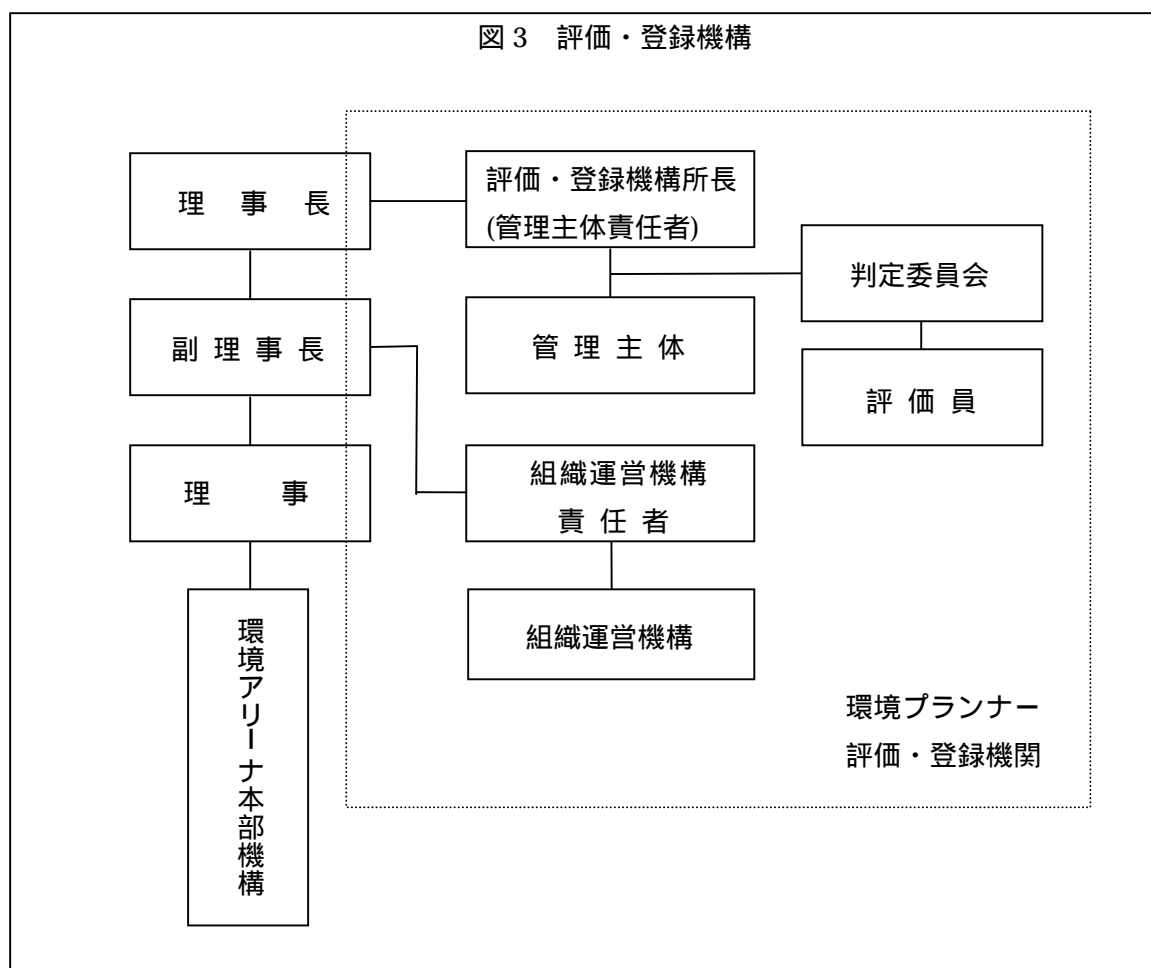 図3 評価・登録機構
理事長
評価・登録機構所長
(管理主体責任者)
判定委員会
副理事長
管理主体
評価員
理事
組織運営機構
責任者
組織運営機構
環境アリーナ本部機構
環境プランナー
評価・登録機関